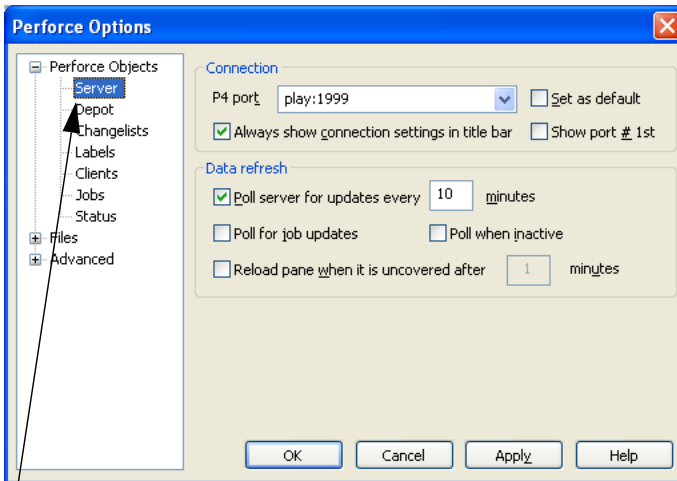 Perforce Options
Perforce Objects
Server
Depot
Changelists
Labels
Clients
Jobs
Status
Files
Advanced
Connection
P4 port play:1999 Set as default
Always show connection settings in title bar Show port # 1st
Data refresh
Poll server for updates every 10 minutes
Poll for job updates Poll when inactive
Reload pane when it is uncovered after 1 minutes
OK Cancel Apply Help